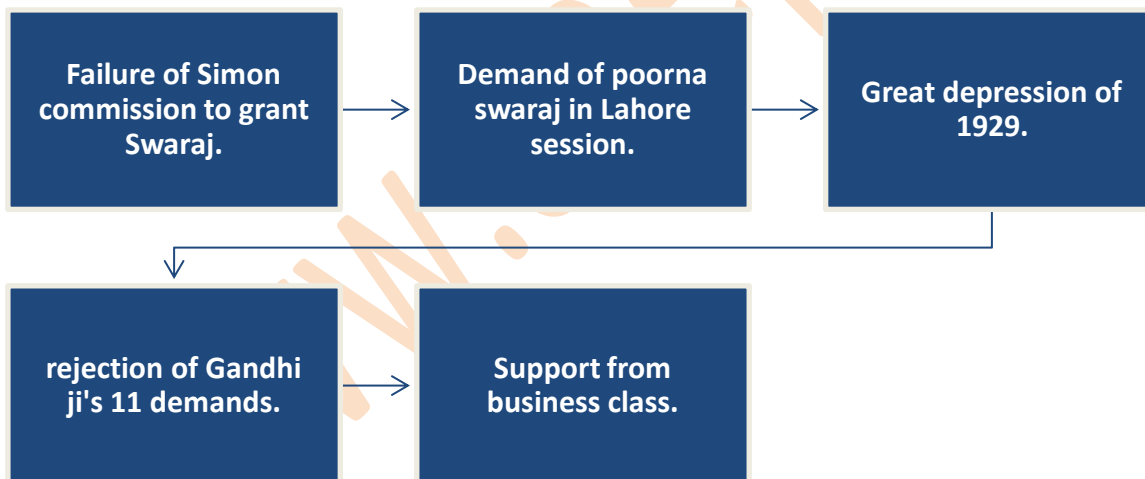 Failure of Simon
commission to grant
Swaraj.
Demand of poorna
swaraj in Lahore
session.
Great depression of
1929.
rejection of Gandhi
ji's 11 demands.
Support from
business class.